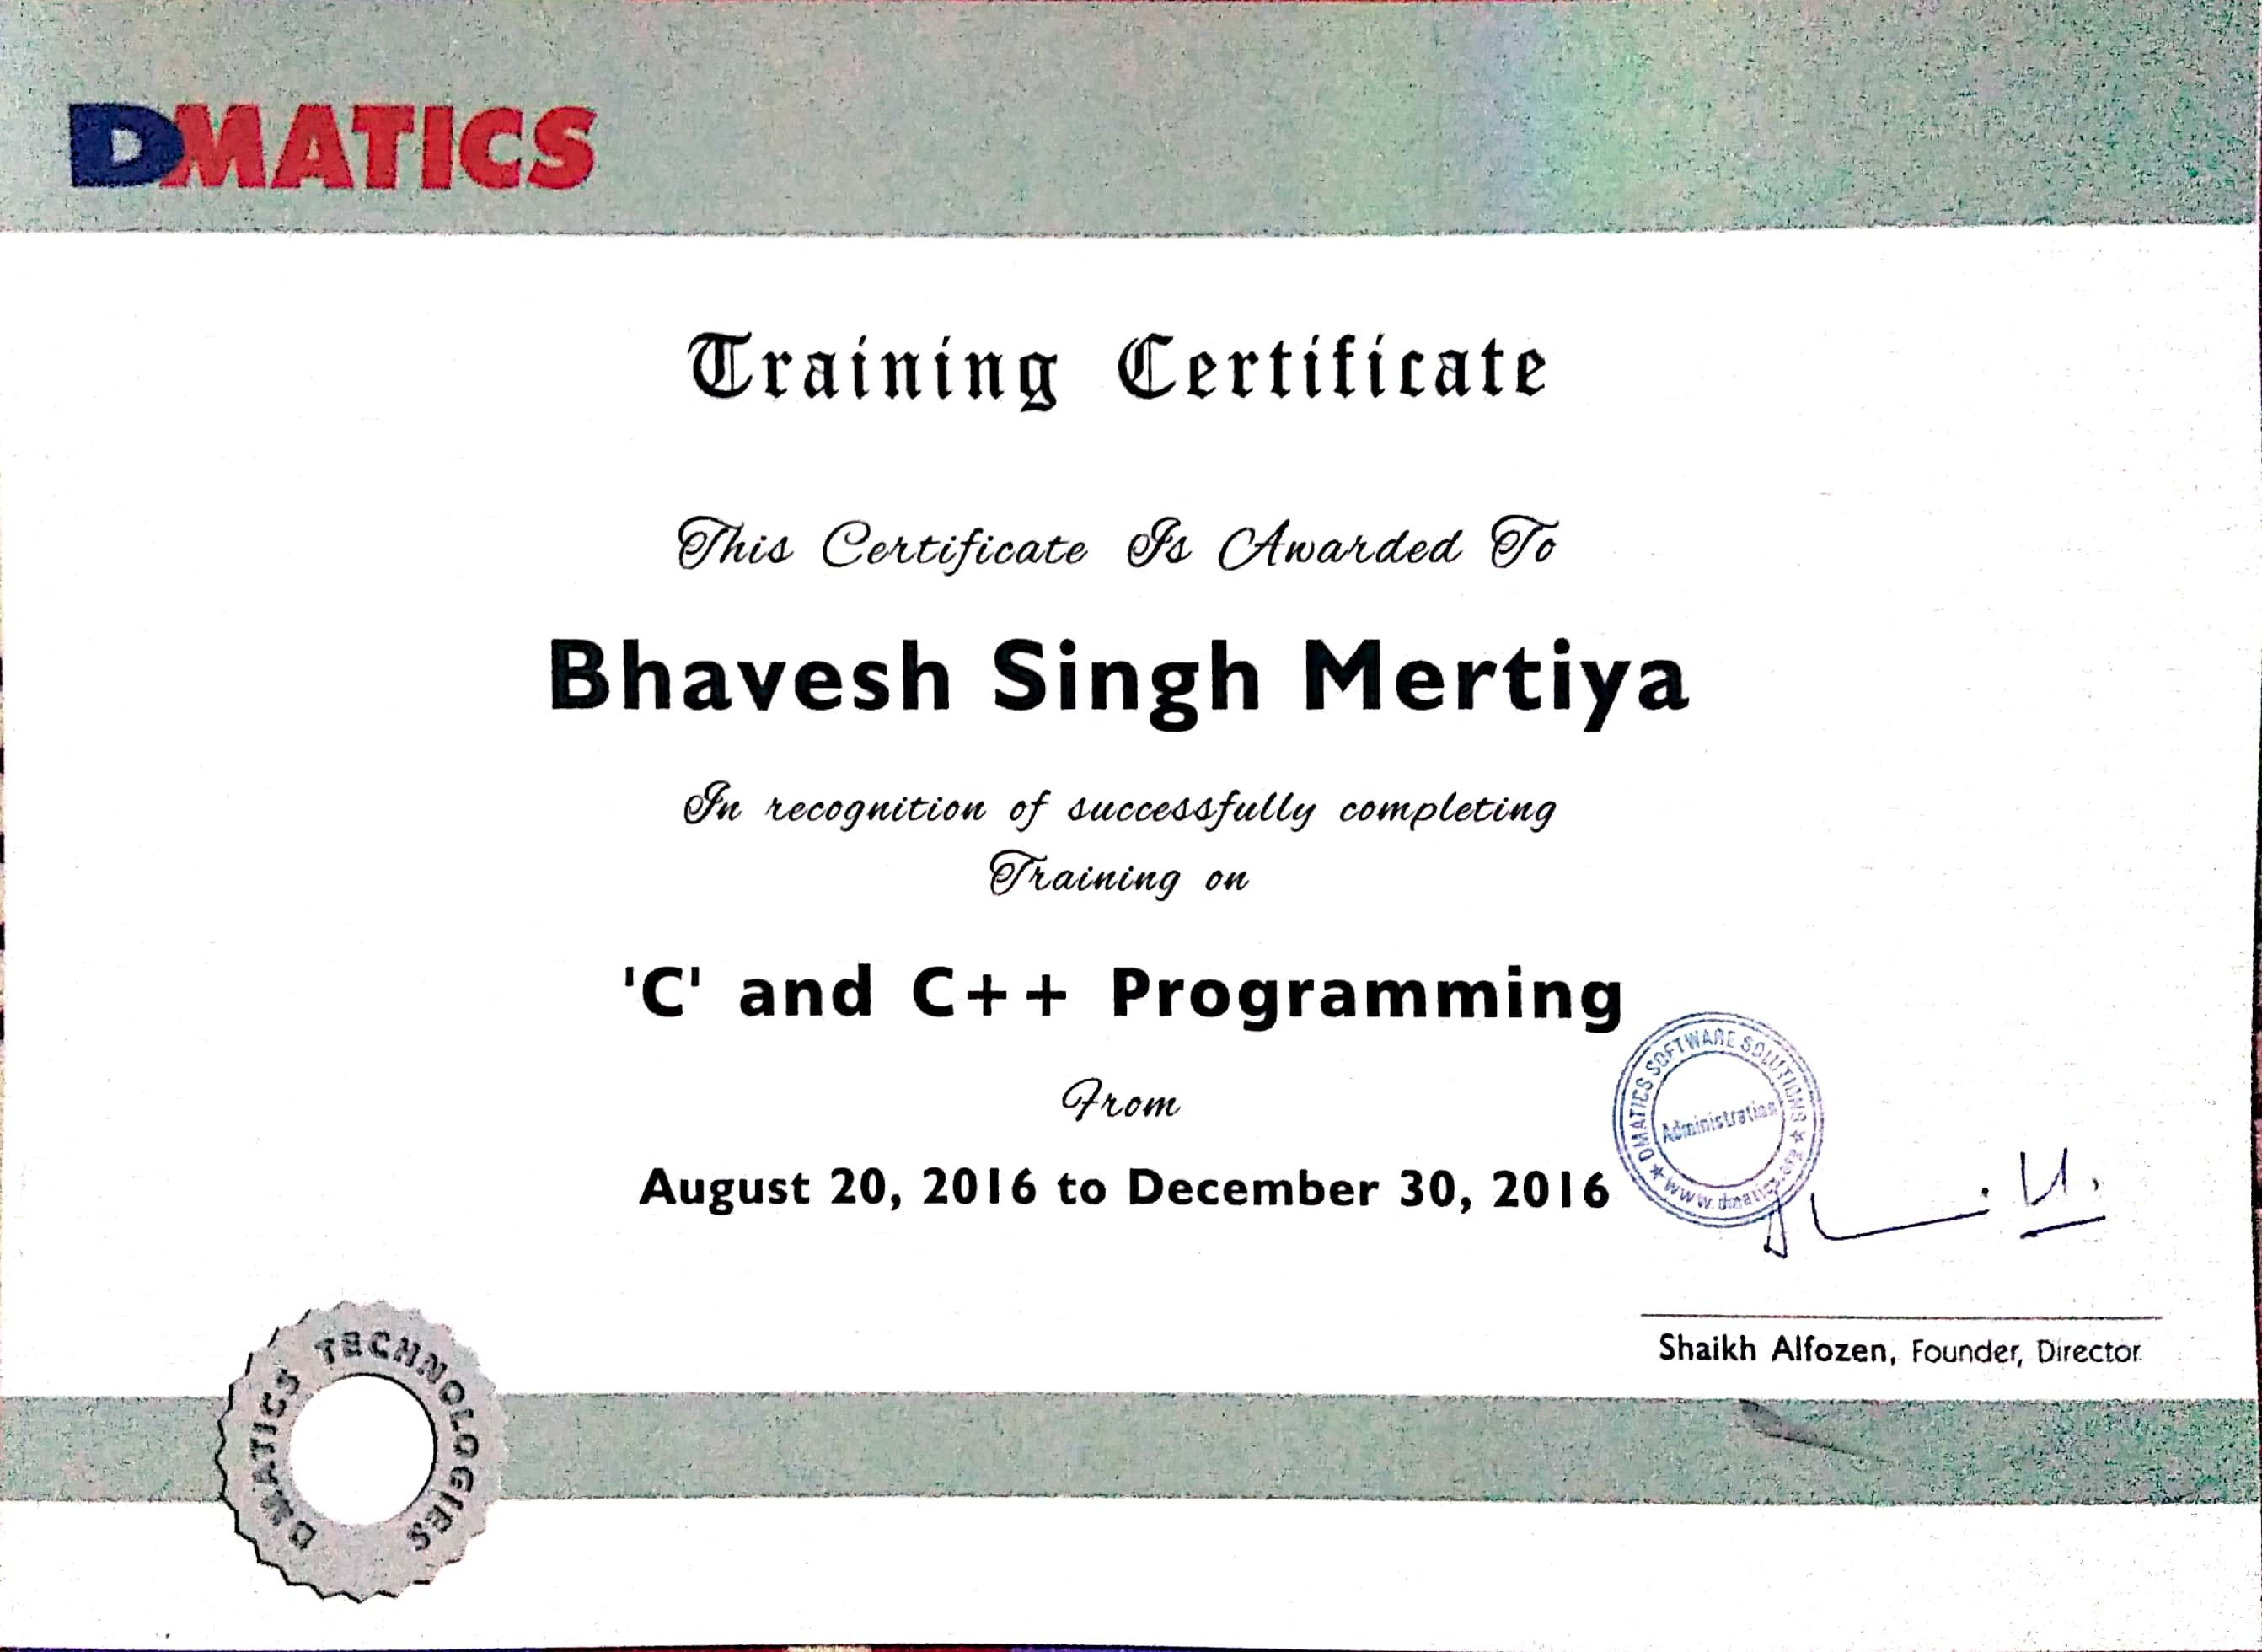 DMATICS
Training Certificate
This Certificate Is Awarded To
Bhavesh Singh Mertiya
In recognition of successfully completing
Training on
'C' and C++ Programming
From
August 20, 2016 to December 30, 2016
★ DMATICS SOFTWARE SOLUTIONS ★
Administration
www.dmatics.com
Shaikh Alfozen, Founder, Director
DMATICS TECHNOLOGIES